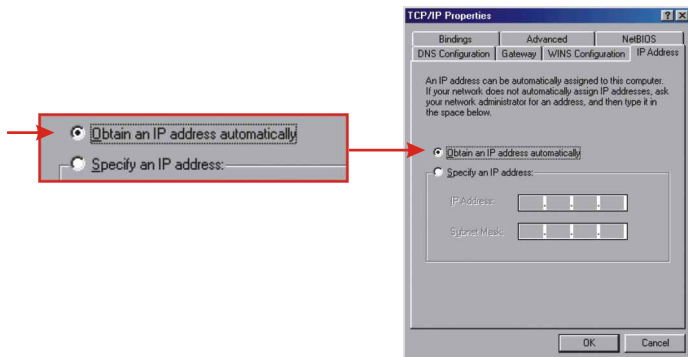 Obtain an IP address automatically
Specify an IP address:
TCP/IP Properties
Bindings
Advanced
NetBIOS
DNS Configuration
Gateway
WINS Configuration
IP Address
An IP address can be automatically assigned to this computer.
If your network does not automatically assign IP addresses, ask
your network administrator for an address, and then type it in
the space below.
Obtain an IP address automatically
Specify an IP address:
IP Address:
Subnet Mask:
OK
Cancel